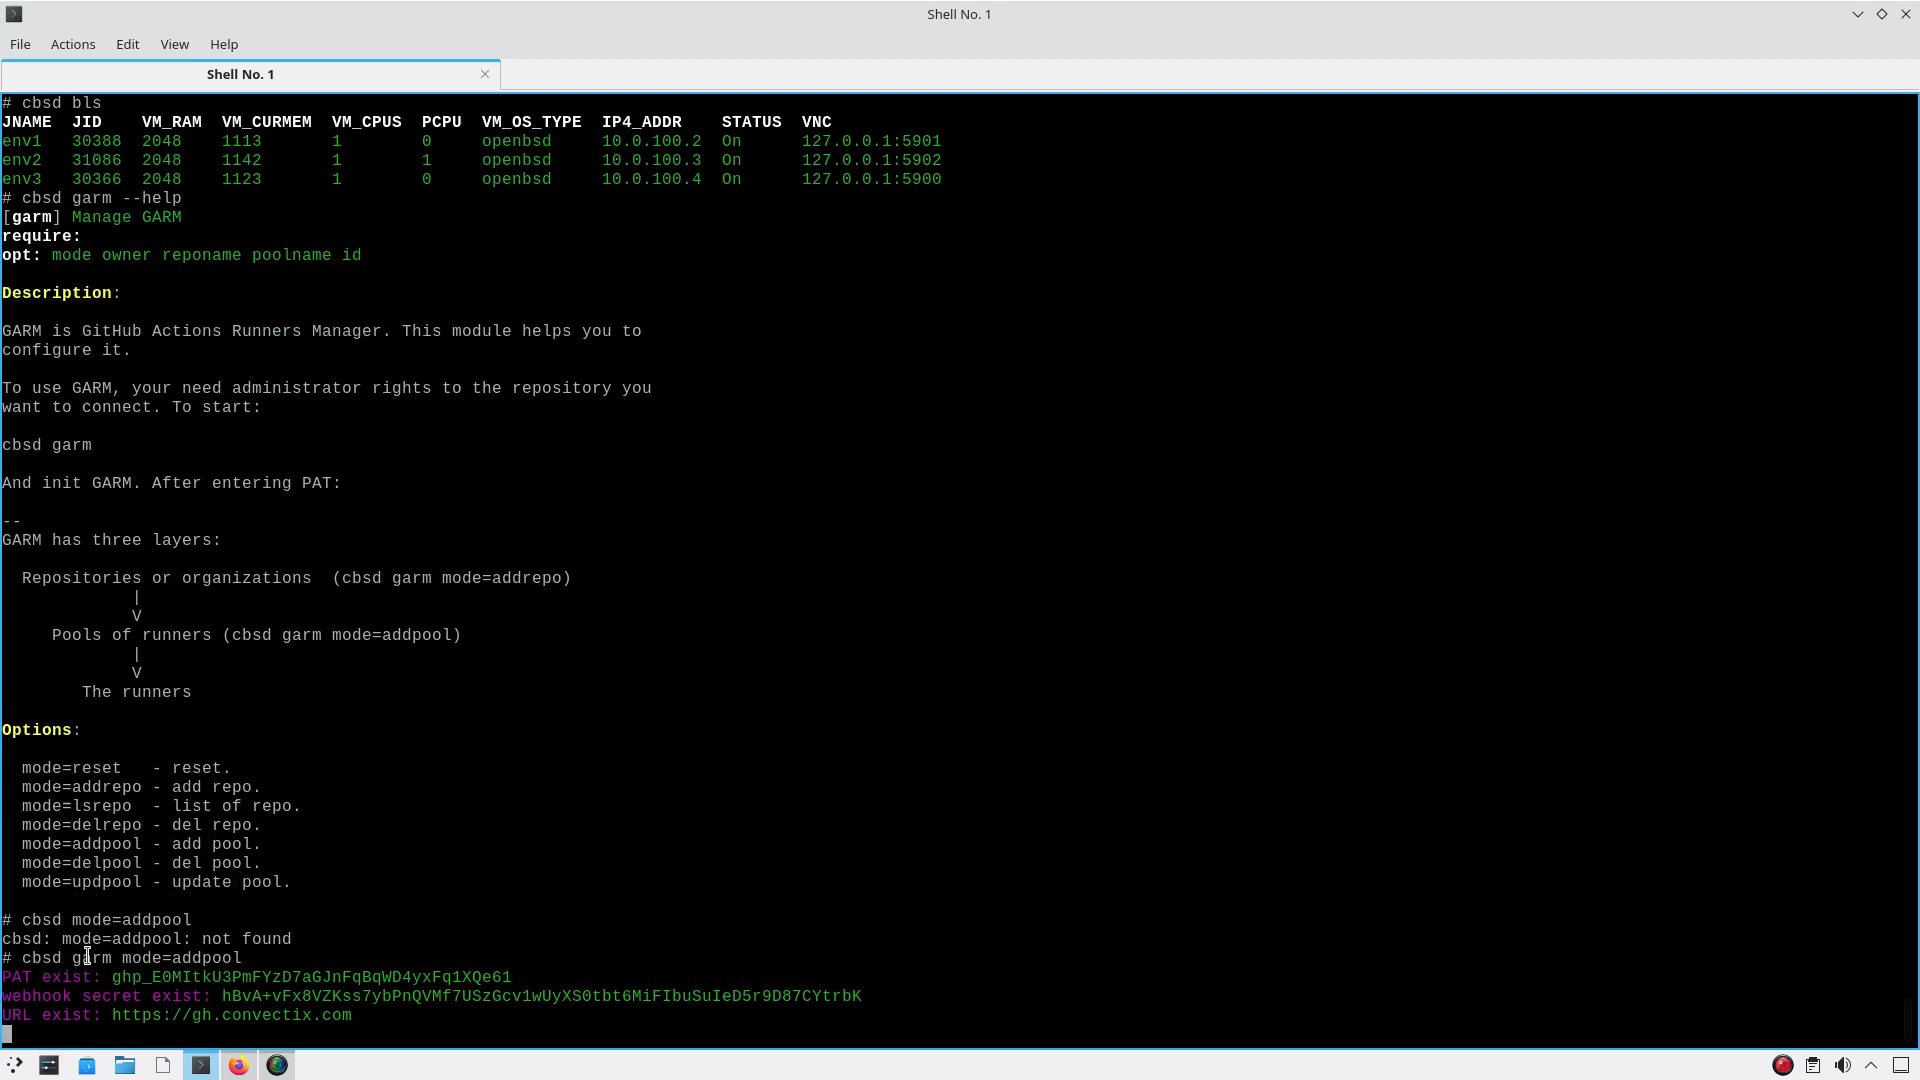 Shell No. 1
File Actions Edit View Help
Shell No. 1
# cbsd bls
JNAME JID VM_RAM VM_CURMEM VM_CPUS PCPU VM_OS_TYPE IP4_ADDR STATUS VNC
env1 30388 2048 1113 1 0 openbsd 10.0.100.2 On 127.0.0.1:5901
env2 31086 2048 1142 1 1 openbsd 10.0.100.3 On 127.0.0.1:5902
env3 30366 2048 1123 1 0 openbsd 10.0.100.4 On 127.0.0.1:5900
# cbsd garm --help
[garm] Manage GARM
require:
opt: mode owner reponame poolname id
Description:
GARM is GitHub Actions Runners Manager. This module helps you to
configure it.
To use GARM, your need administrator rights to the repository you
want to connect. To start:
cbsd garm
And init GARM. After entering PAT:
--
GARM has three layers:
Repositories or organizations (cbsd garm mode=addrepo)
|
V
Pools of runners (cbsd garm mode=addpool)
|
V
The runners
Options:
mode=reset - reset.
mode=addrepo - add repo.
mode=lsrepo - list of repo.
mode=delrepo - del repo.
mode=addpool - add pool.
mode=delpool - del pool.
mode=updpool - update pool.
# cbsd mode=addpool
cbsd: mode=addpool: not found
# cbsd garm mode=addpool
PAT exist: 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
webhook secret exist: hBvA+vFx8VZKss7ybPnQVMf7USzGcv1wUyXS0tbt6MiFIbuSuIeD5r9D87CYtrbK
URL exist: https://gh.convectix.com